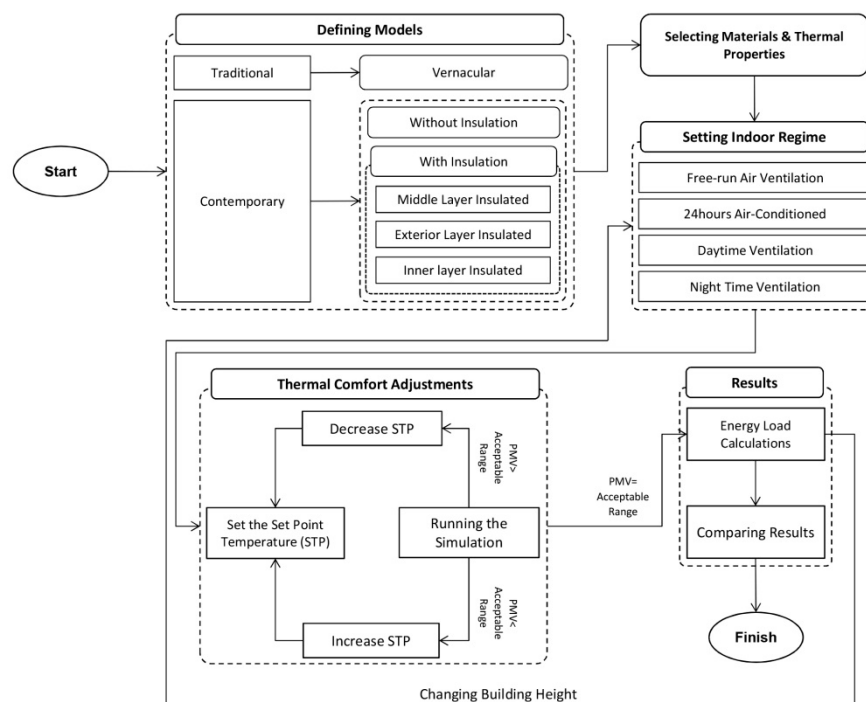 Defining Models
Traditional
Vernacular
Contemporary
Without Insulation
With Insulation
Middle Layer Insulated
Exterior Layer Insulated
Inner layer Insulated
Start
Selecting Materials & Thermal
Properties
Setting Indoor Regime
Free-run Air Ventilation
24hours Air-Conditioned
Daytime Ventilation
Night Time Ventilation
Thermal Comfort Adjustments
Decrease STP
PMV>
Acceptable
Range
Set the Set Point
Temperature (STP)
Running the
Simulation
PMV<
Acceptable
Range
Increase STP
PMV=
Acceptable
Range
Results
Energy Load
Calculations
Comparing Results
Finish
Changing Building Height